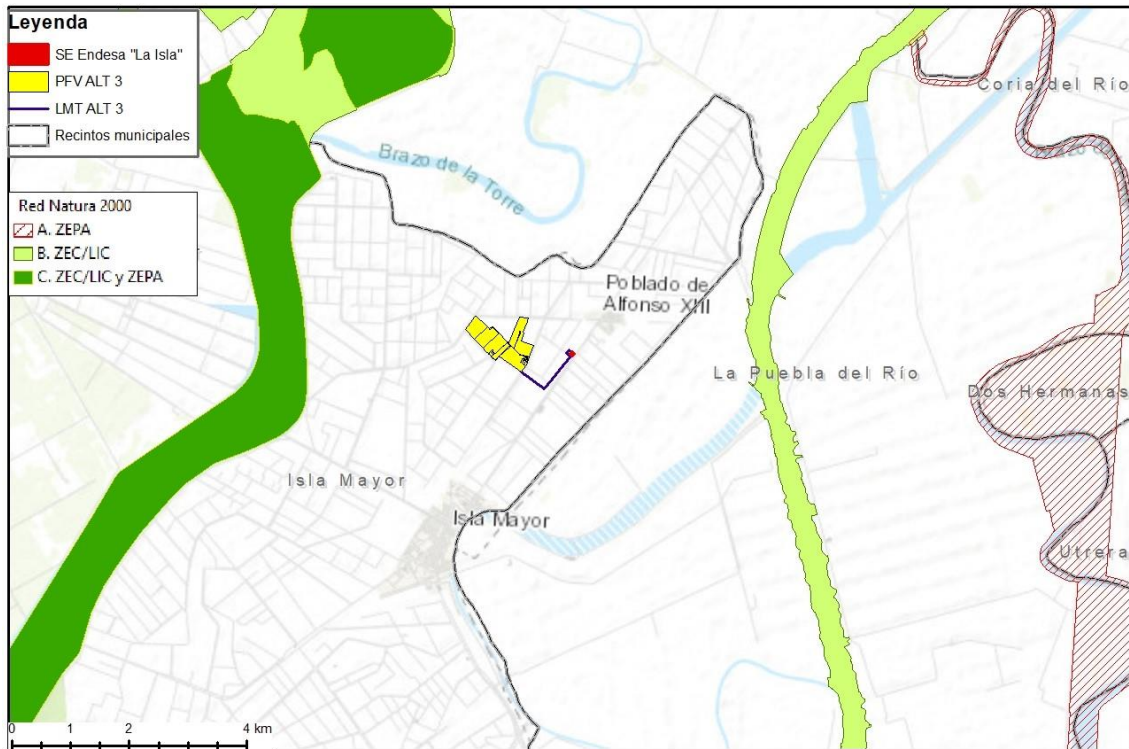 Leyenda
SE Endesa "La Isla"
PFV ALT 3
LMT ALT 3
Recintos municipales
Red Natura 2000
A. ZEPA
B. ZEC/LIC
C. ZEC/LIC y ZEPA
Coria del Río
Brazo de la Torre
Poblado de
Alfonso XIII
La Puebla del Río
Dos Hermanas
Isla Mayor
Isla Mayor
Utrera
0 1 2 4 km